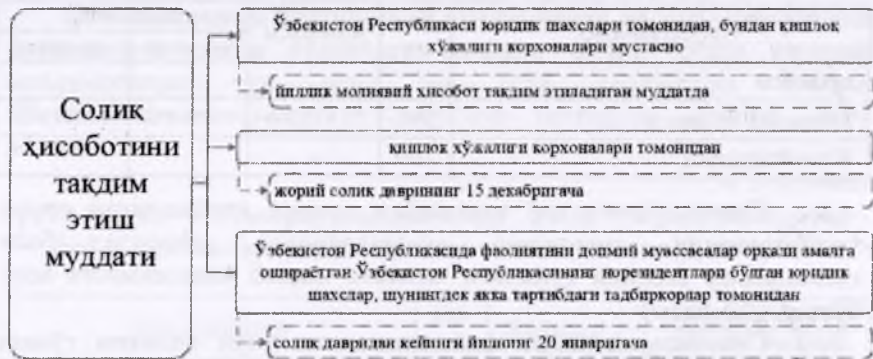 Солиқ
ҳисоботини
тақдим
этиш
муддати
Ўзбекистон Республикаси юридик шахслари томонидан, бундан қишлоқ
хўжалиги корхоналари мустасно
йиллик молиявий ҳисобот тақдим этиладиган муддатда
қишлоқ хўжалиги корхоналари томонидан
жорий солиқ даврининг 15 декабригача
Ўзбекистон Республикасида фаолиятини доимий муассасалар орқали амалга
ошираётган Ўзбекистон Республикасининг норезидентлари бўлган юридик
шахслар, шунингдек якка тартибдаги тадбиркорлар томонидан
солиқ давридан кейинги йилнинг 20 январигача